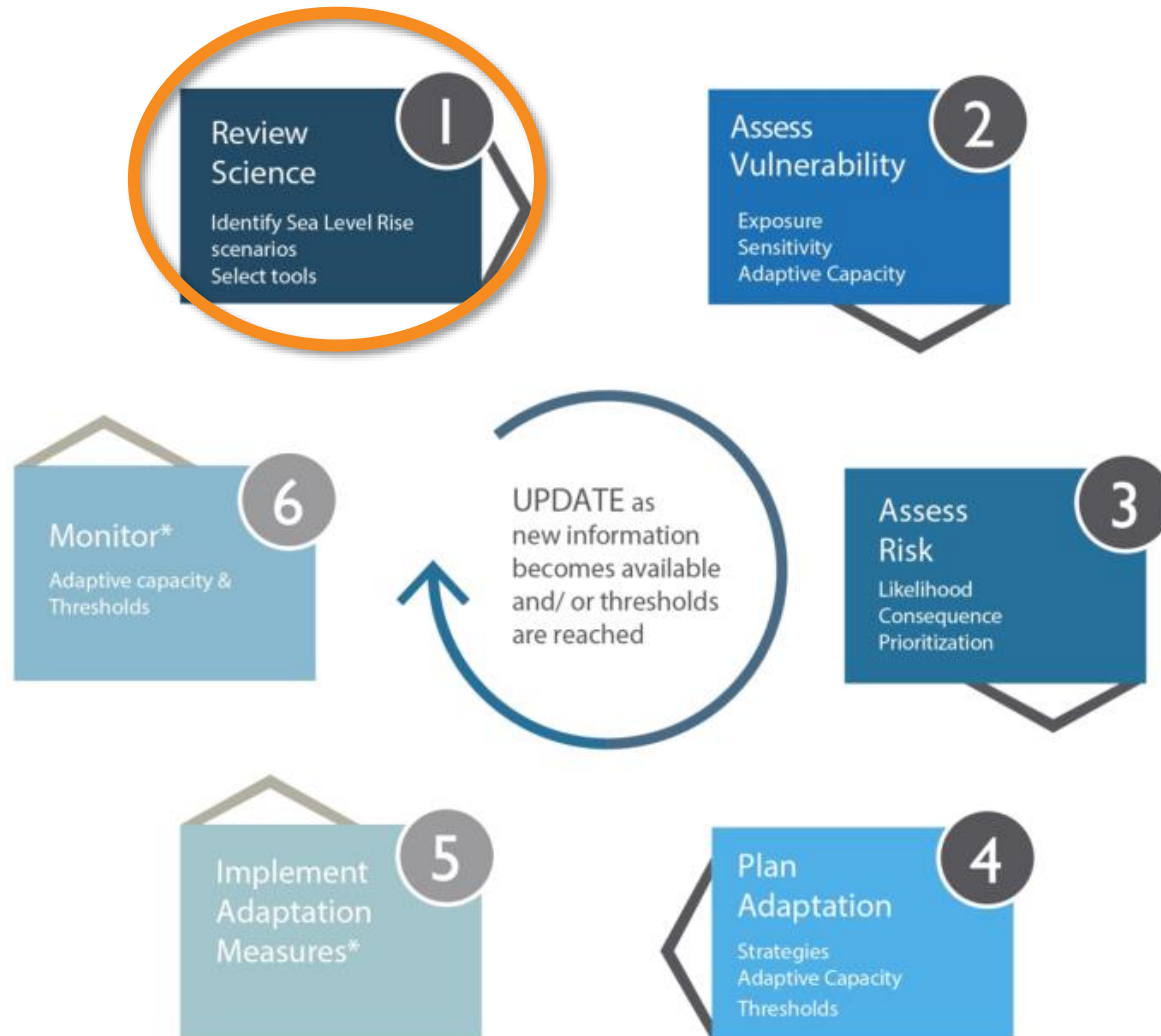 1
Review
Science
Identify Sea Level Rise
scenarios
Select tools
2
Assess
Vulnerability
Exposure
Sensitivity
Adaptive Capacity
3
Assess
Risk
Likelihood
Consequence
Prioritization
4
Plan
Adaptation
Strategies
Adaptive Capacity
Thresholds
5
Implement
Adaptation
Measures*
6
Monitor*
Adaptive capacity &
Thresholds
UPDATE as
new information
becomes available
and/ or thresholds
are reached